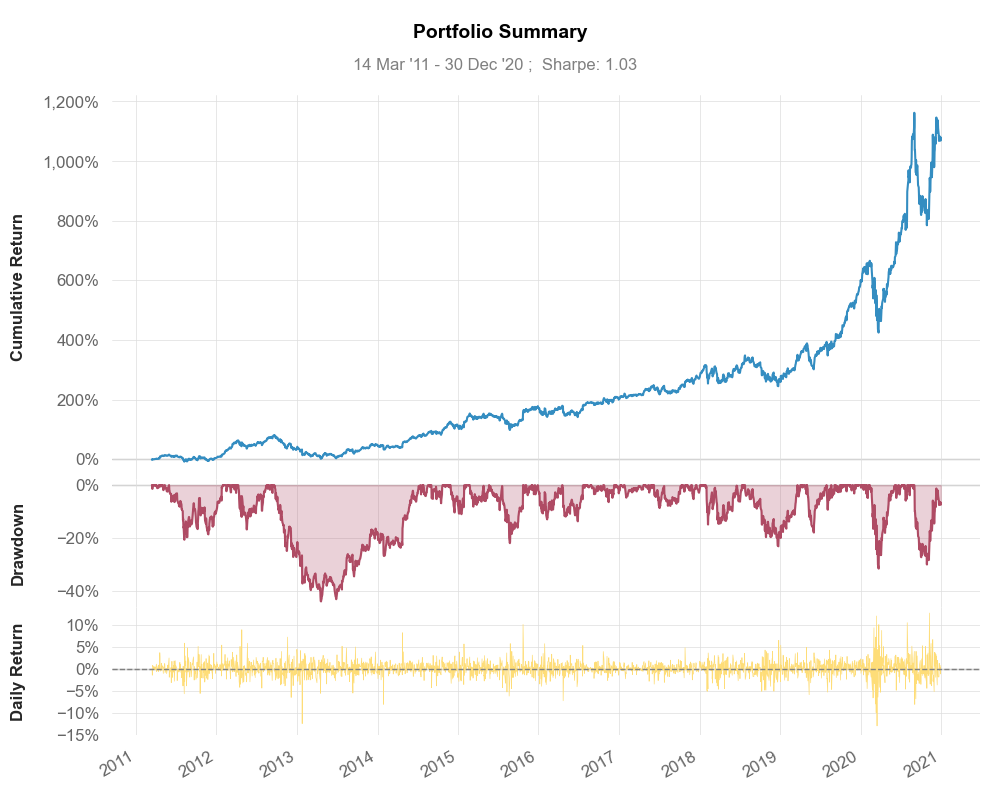 Portfolio Summary
14 Mar '11 - 30 Dec '20 ;  Sharpe: 1.03
Cumulative Return
1,200%
1,000%
800%
600%
400%
200%
0%
Drawdown
0%
−20%
−40%
Daily Return
10%
5%
0%
−5%
−10%
−15%
2011 2012 2013 2014 2015 2016 2017 2018 2019 2020 2021